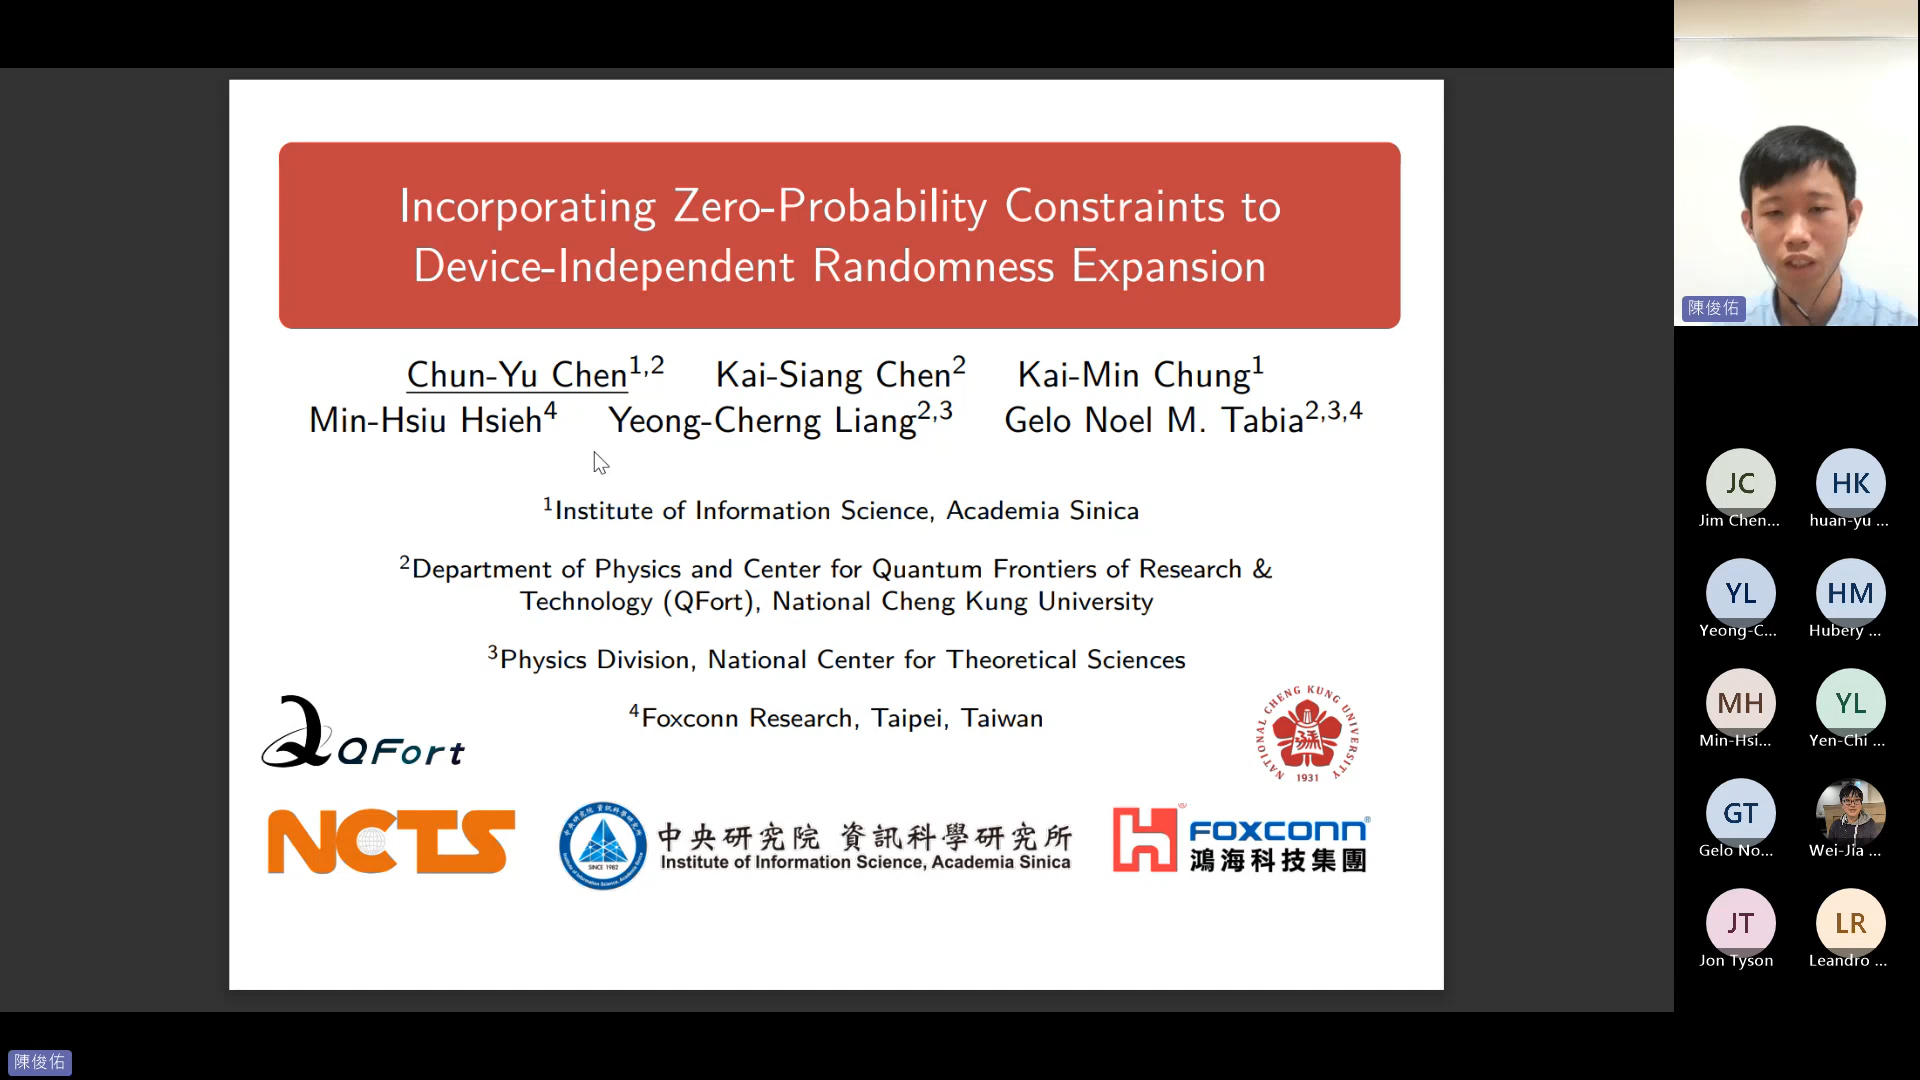 Incorporating Zero-Probability Constraints to
Device-Independent Randomness Expansion
Chun-Yu Chen1,2 Kai-Siang Chen2 Kai-Min Chung1
Min-Hsiu Hsieh4 Yeong-Cherng Liang2,3 Gelo Noel M. Tabia2,3,4
1Institute of Information Science, Academia Sinica
2Department of Physics and Center for Quantum Frontiers of Research &
Technology (QFort), National Cheng Kung University
3Physics Division, National Center for Theoretical Sciences
4Foxconn Research, Taipei, Taiwan
QFort
NATIONAL CHENG KUNG UNIVERSITY
1931
NCTS
SINCE 1982
中央研究院 資訊科學研究所
Institute of Information Science, Academia Sinica
FOXCONN®
鴻海科技集團
陳俊佑
JC HK
Jim Chen... huan-yu ...
YL HM
Yeong-C... Hubery ...
MH YL
Min-Hsi... Yen-Chi ...
GT
Gelo No... Wei-Jia ...
JT LR
Jon Tyson Leandro ...
陳俊佑